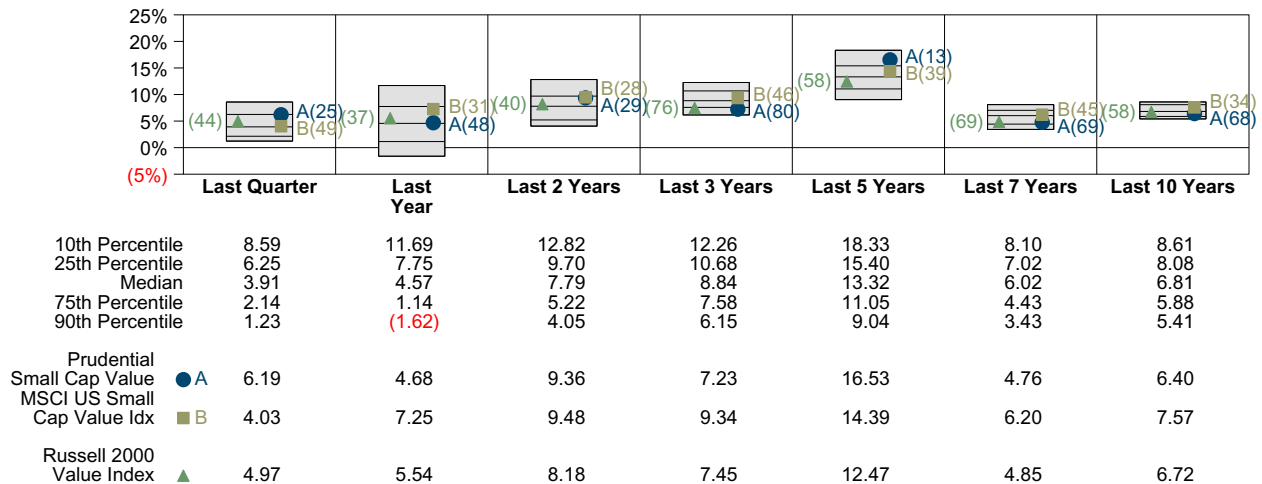 25%
20%
15%
10%
5%
0%
(5%)
(44) A(25) B(49)
(37) B(31) A(48)
(40) B(28) A(29)
(76) B(46) A(80)
(58) A(13) B(39)
(69) B(45) A(69)
(58) B(34) A(68)
Last Quarter Last Year Last 2 Years Last 3 Years Last 5 Years Last 7 Years Last 10 Years
10th Percentile 8.59 11.69 12.82 12.26 18.33 8.10 8.61
25th Percentile 6.25 7.75 9.70 10.68 15.40 7.02 8.08
Median 3.91 4.57 7.79 8.84 13.32 6.02 6.81
75th Percentile 2.14 1.14 5.22 7.58 11.05 4.43 5.88
90th Percentile 1.23 (1.62) 4.05 6.15 9.04 3.43 5.41
Prudential
Small Cap Value A 6.19 4.68 9.36 7.23 16.53 4.76 6.40
MSCI US Small
Cap Value Idx B 4.03 7.25 9.48 9.34 14.39 6.20 7.57
Russell 2000
Value Index 4.97 5.54 8.18 7.45 12.47 4.85 6.72